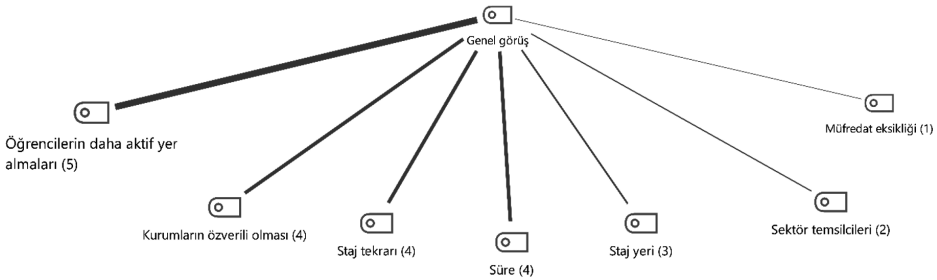 Genel görüş
Müfredat eksikliği (1)
Öğrencilerin daha aktif yer
almaları (5)
Kurumların özverili olması (4)
Staj tekrarı (4)
Süre (4)
Staj yeri (3)
Sektör temsilcileri (2)